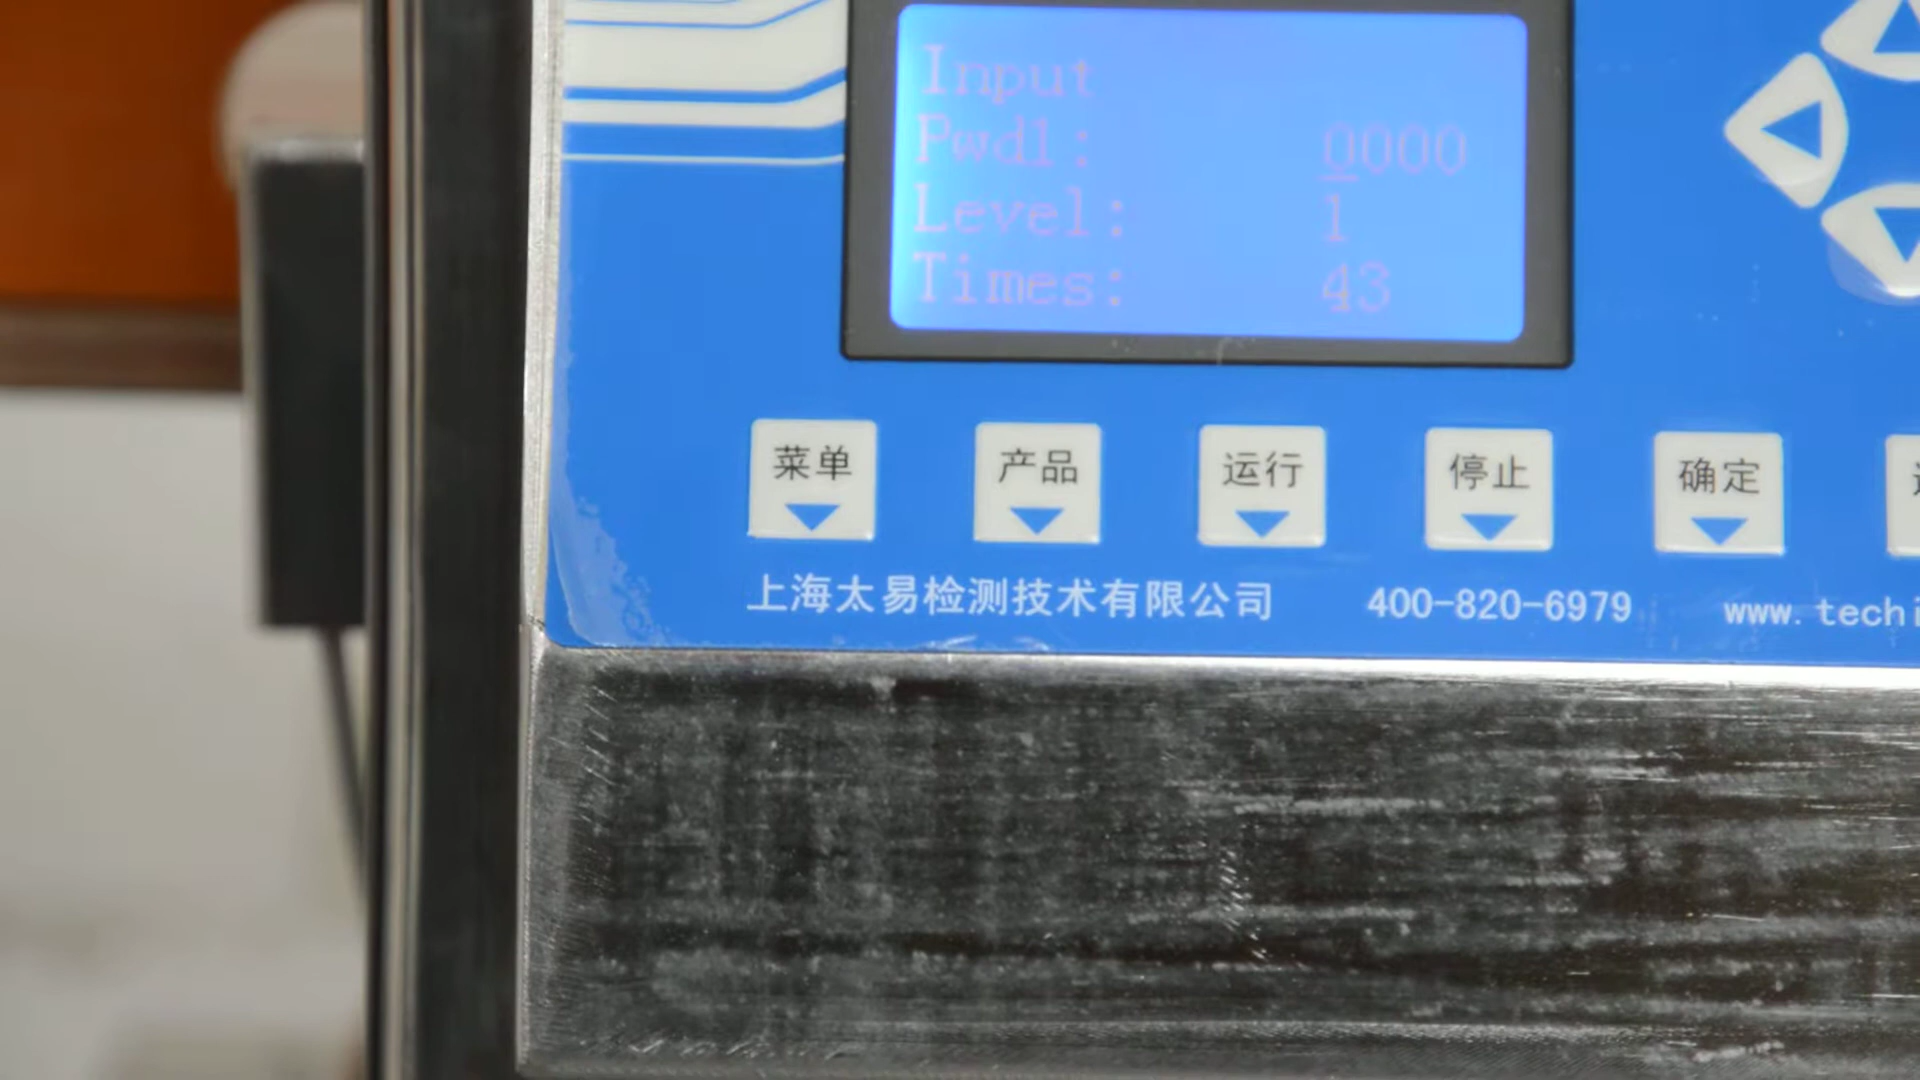 Input
Pwd1: 0000
Level: 1
Times: 43
菜单 产品 运行 停止 确定
上海太易检测技术有限公司 400-820-6979 www.techi